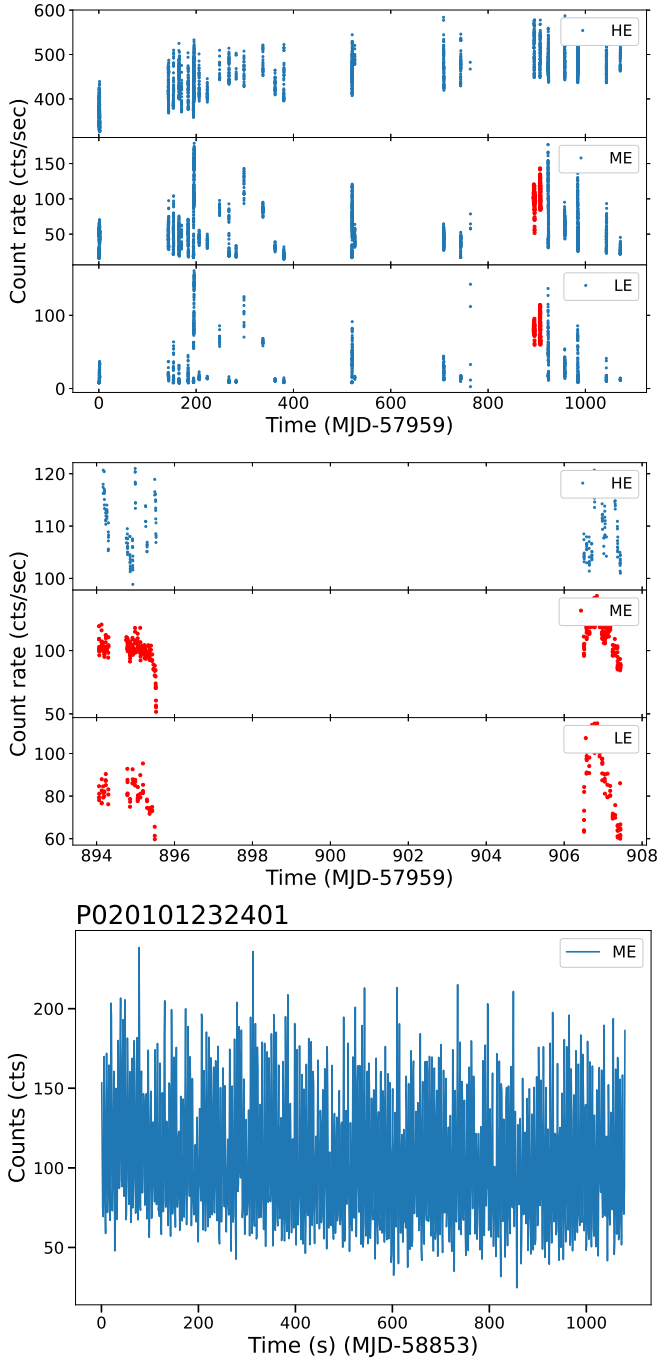 600
400
HE
150
100
50
ME
Count rate (cts/sec)
100
0
LE
0 200 400 600 800 1000
Time (MJD-57959)
120
110
100
HE
100
50
ME
Count rate (cts/sec)
100
80
60
LE
894 895 896 898 900 902 904 906 907 908
Time (MJD-57959)
P020101232401
200
150
100
50
ME
Counts (cts)
0 200 400 600 800 1000
Time (s) (MJD-58853)